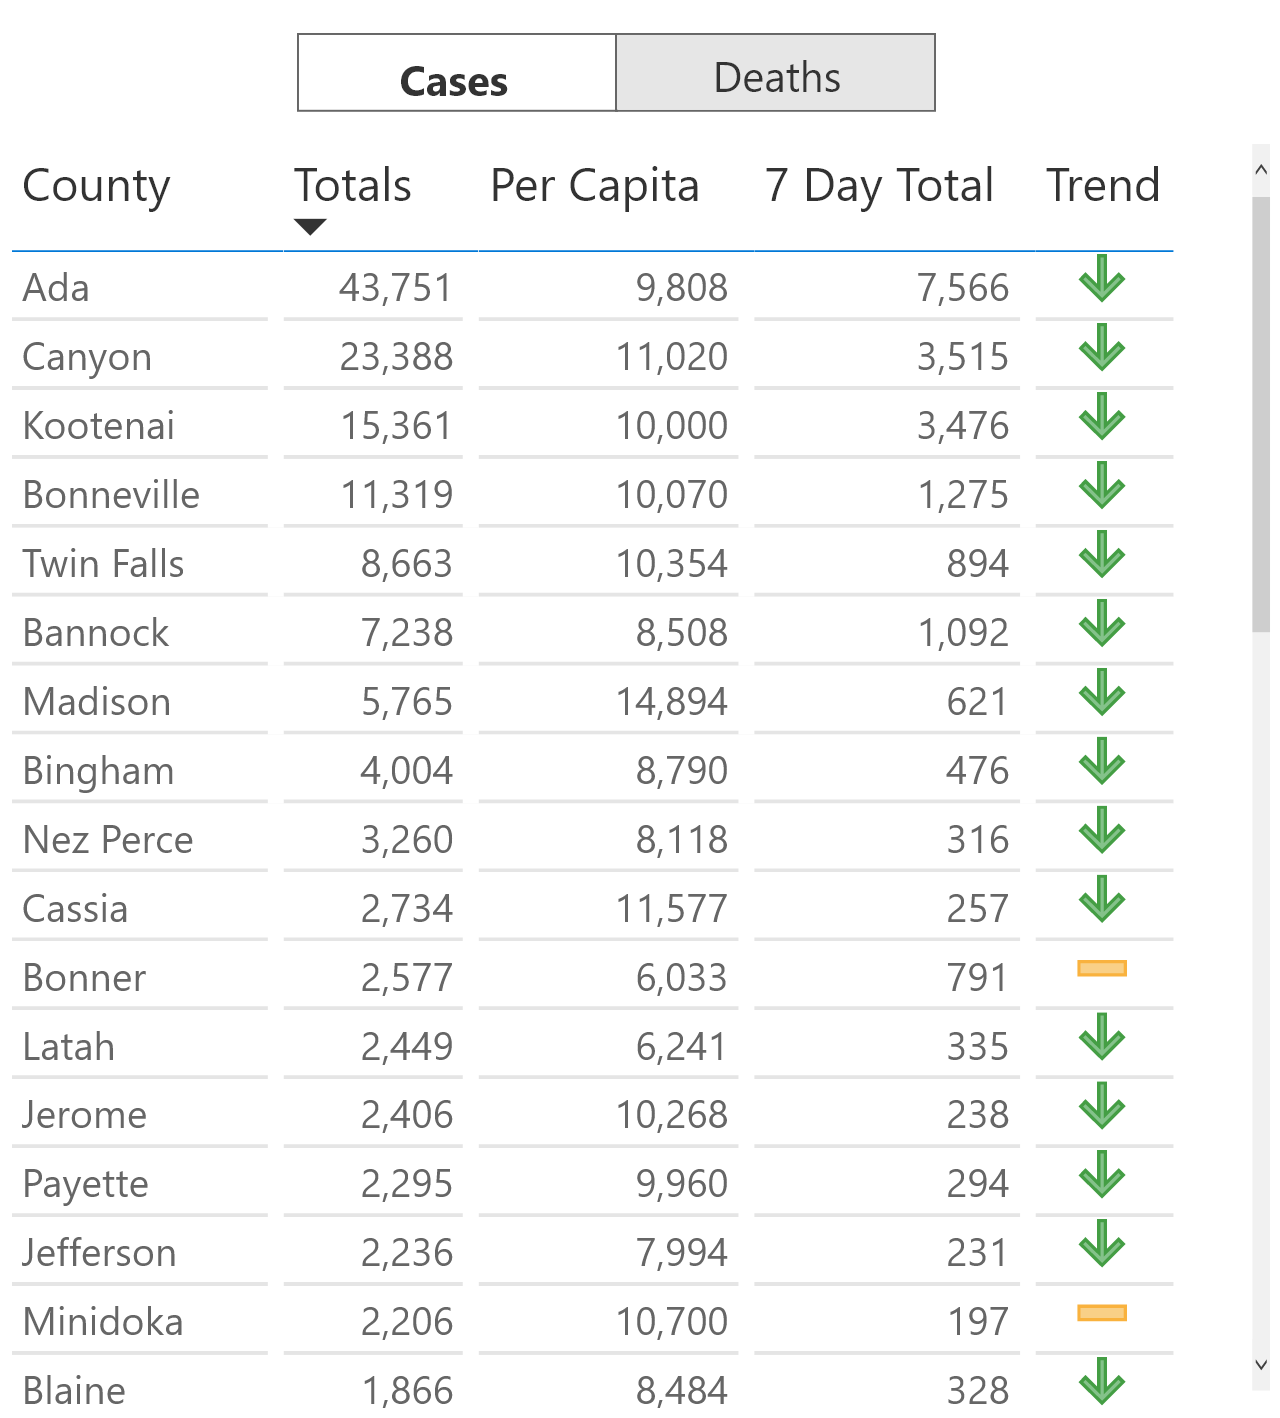 Cases Deaths
County Totals Per Capita 7 Day Total Trend
Ada 43,751 9,808 7,566
Canyon 23,388 11,020 3,515
Kootenai 15,361 10,000 3,476
Bonneville 11,319 10,070 1,275
Twin Falls 8,663 10,354 894
Bannock 7,238 8,508 1,092
Madison 5,765 14,894 621
Bingham 4,004 8,790 476
Nez Perce 3,260 8,118 316
Cassia 2,734 11,577 257
Bonner 2,577 6,033 791
Latah 2,449 6,241 335
Jerome 2,406 10,268 238
Payette 2,295 9,960 294
Jefferson 2,236 7,994 231
Minidoka 2,206 10,700 197
Blaine 1,866 8,484 328